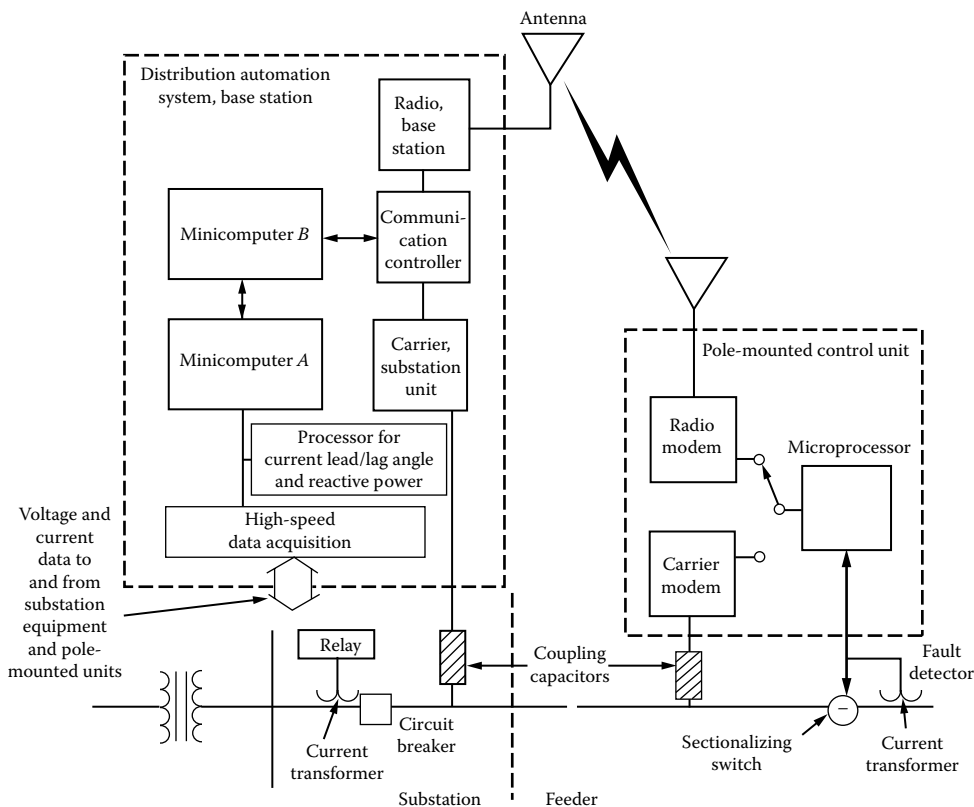 Antenna
Distribution automation
system, base station
Radio,
base
station
Minicomputer B
Communi-
cation
controller
Minicomputer A
Carrier,
substation
unit
Pole-mounted control unit
Radio
modem
Microprocessor
Processor for
current lead/lag angle
and reactive power
High-speed
data acquisition
Voltage and
current
data to
and from
substation
equipment
and pole-
mounted units
Carrier
modem
Relay
Coupling
capacitors
Fault
detector
Circuit
breaker
Current
transformer
Sectionalizing
switch
Current
transformer
Substation
Feeder